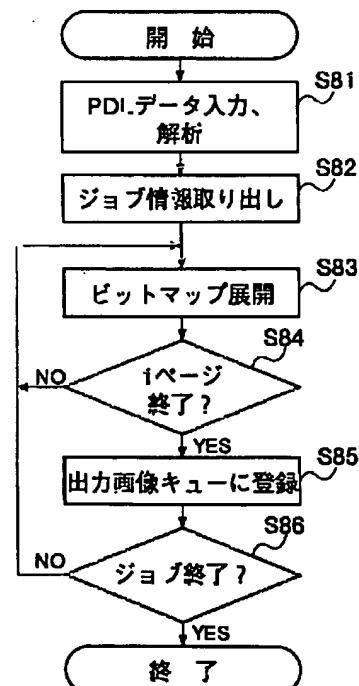 開始
S81
PDLデータ入力、
解析
S82
ジョブ情報取り出し
S83
ビットマップ展開
S84
iページ
終了？
NO
YES
S85
出力画像キューに登録
S86
ジョブ終了？
NO
YES
終了